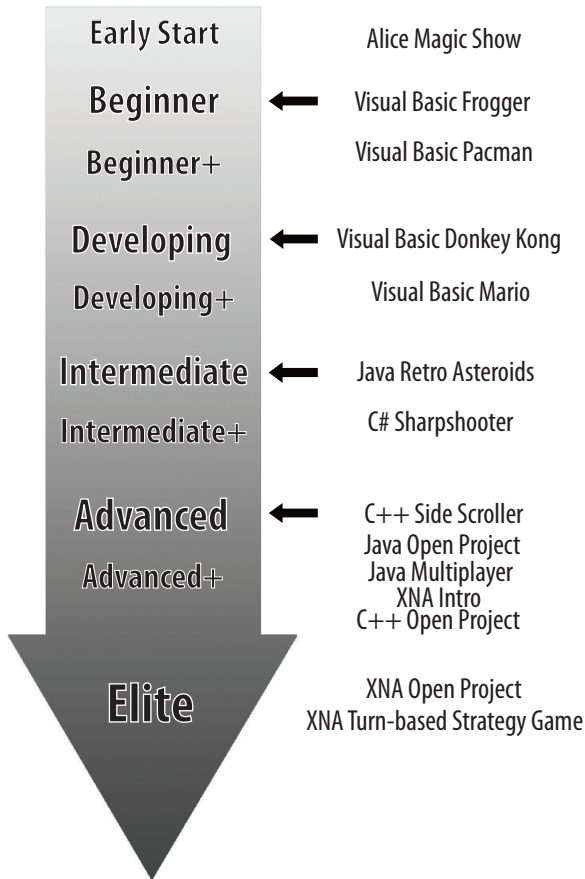 Early Start
Alice Magic Show
Beginner
Visual Basic Frogger
Beginner+
Visual Basic Pacman
Developing
Visual Basic Donkey Kong
Developing+
Visual Basic Mario
Intermediate
Java Retro Asteroids
Intermediate+
C# Sharpshooter
Advanced
C++ Side Scroller
Java Open Project
Advanced+
Java Multiplayer
XNA Intro
C++ Open Project
Elite
XNA Open Project
XNA Turn-based Strategy Game